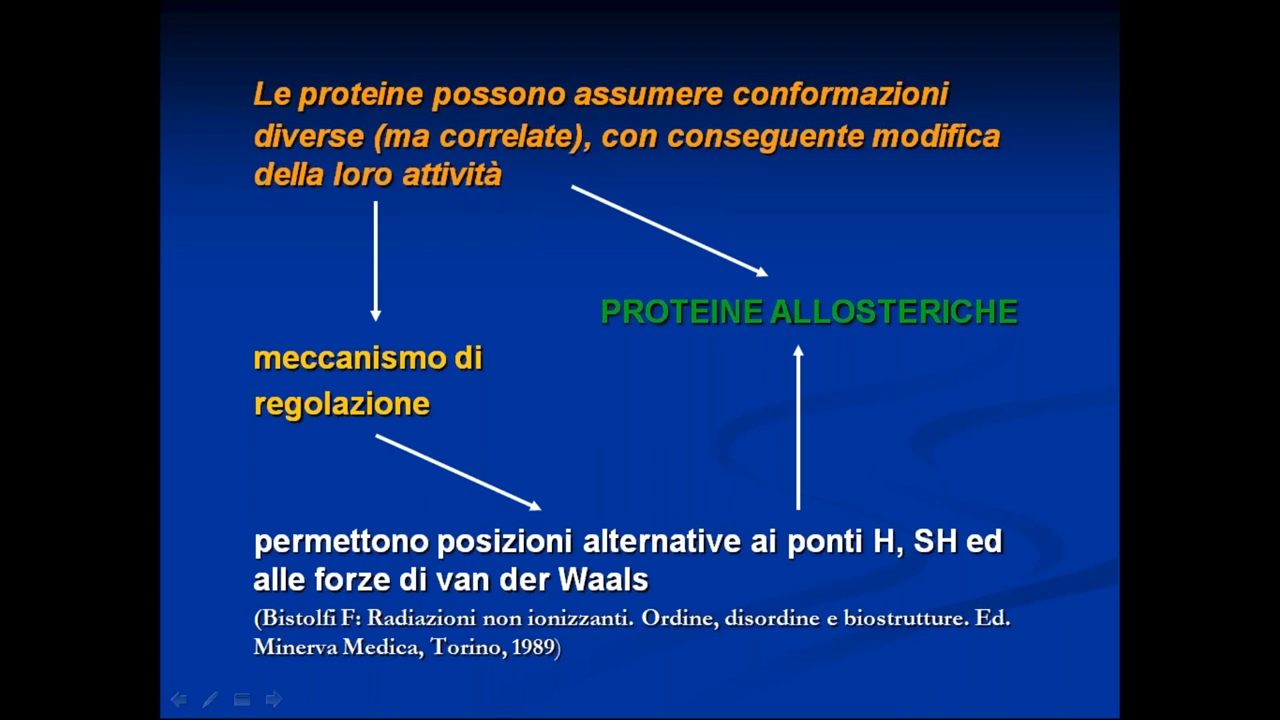 Le proteine possono assumere conformazioni
diverse (ma correlate), con conseguente modifica
della loro attività
PROTEINE ALLOSTERICHE
meccanismo di
regolazione
permettono posizioni alternative ai ponti H, SH ed
alle forze di van der Waals
(Bistolfi F: Radiazioni non ionizzanti. Ordine, disordine e biostrutture. Ed.
Minerva Medica, Torino, 1989)